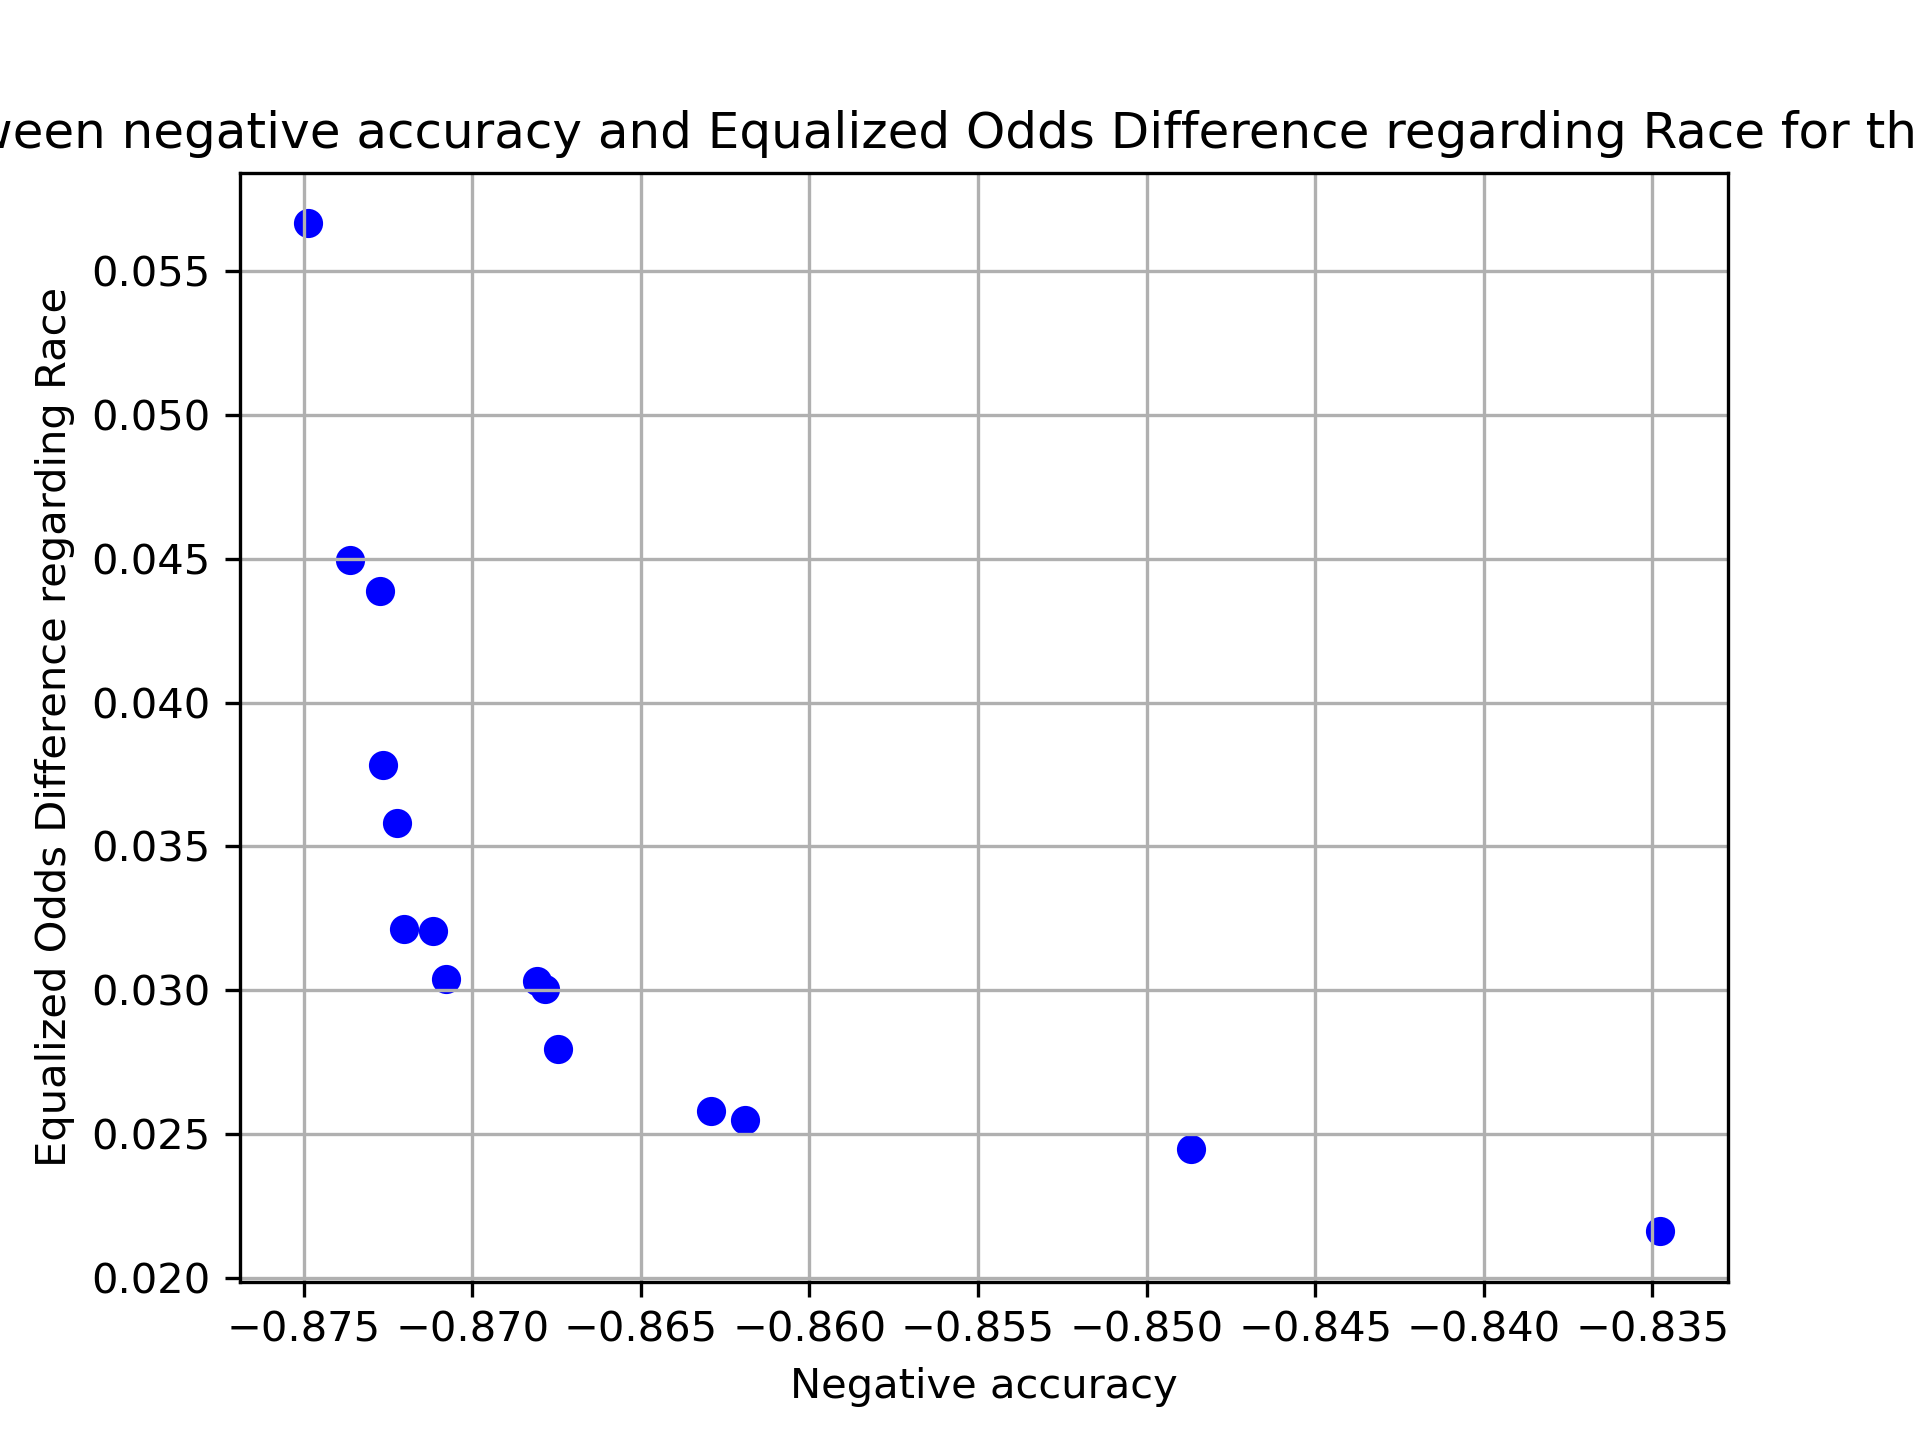 negative accuracy and Equalized Odds Difference regarding Race for
Equalized Odds Difference regarding Race
0.055
0.050
0.045
0.040
0.035
0.030
0.025
0.020
−0.875 −0.870 −0.865 −0.860 −0.855 −0.850 −0.845 −0.840 −0.835
Negative accuracy